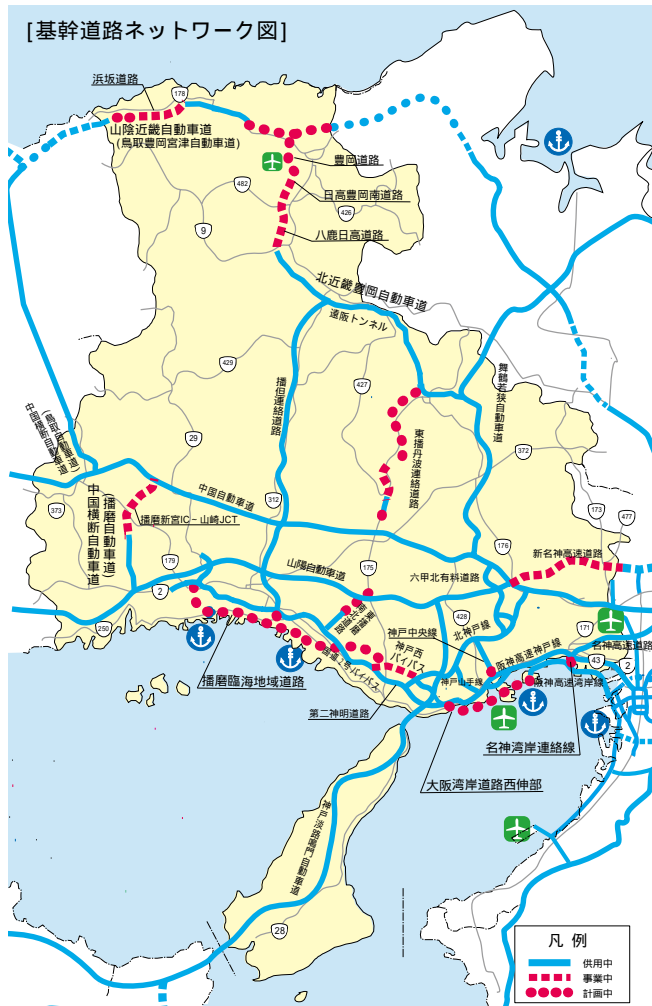 [基幹道路ネットワーク図]
浜坂道路
178
山陰近畿自動車道
(鳥取豊岡宮津自動車道)
豊岡道路
482
日高豊岡南道路
426
9
八鹿日高道路
北近畿豊岡自動車道
遠阪トンネル
429
427
播但連絡道路
舞鶴若狭自動車道
東播丹波連絡道路
372
中国横断自動車道
(鳥取自動車道)
29
373
中国横断自動車道
(播磨自動車道)
中国自動車道
312
173
477
播磨新宮IC-山崎JCT
176
新名神高速道路
179
山陽自動車道
175
六甲北有料道路
2
428
北神戸線
171
250
神戸中央線
阪神高速神戸線
名神高速道路
43
2
神戸西
バイパス
国道2号バイパス
神戸山手線
阪神高速湾岸線
播磨臨海地域道路
第二神明道路
名神湾岸連絡線
大阪湾岸道路西伸部
神戸淡路鳴門自動車道
28
凡 例
供用中
事業中
計画中